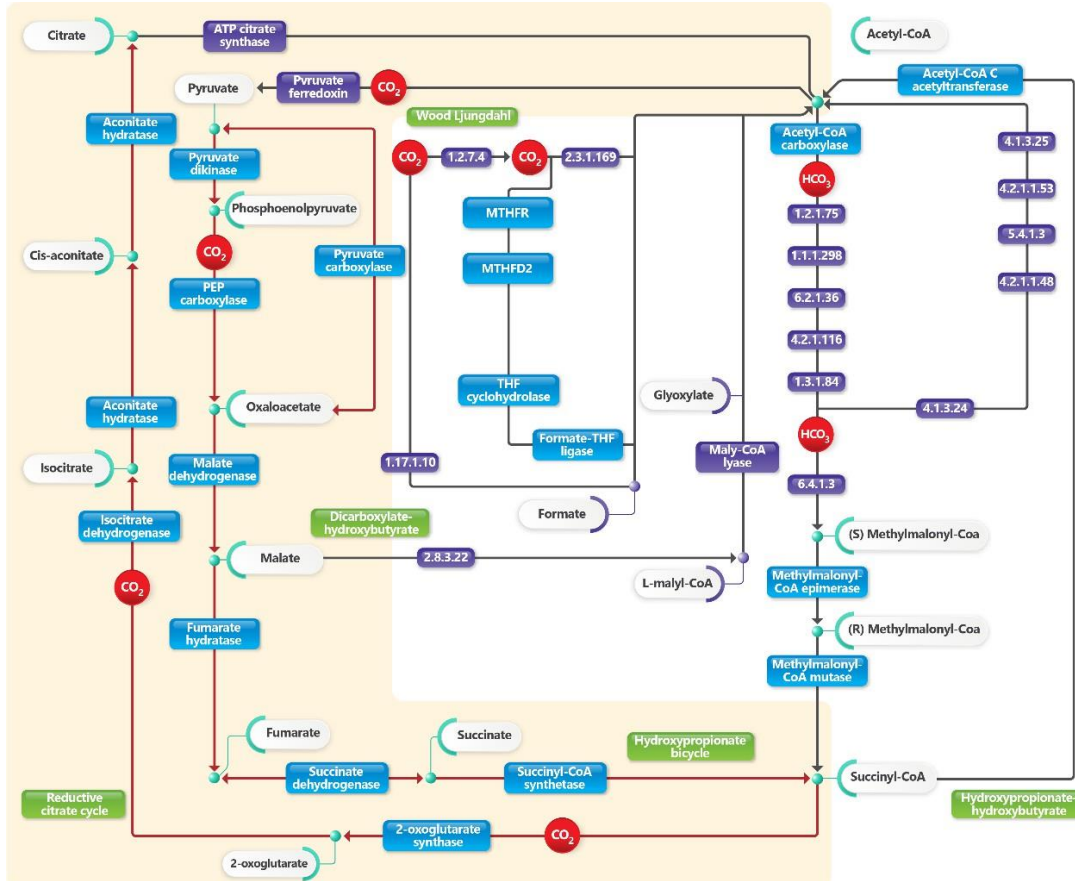 Citrate
ATP citrate
synthase
Acetyl-CoA
Pyruvate
Pvruvate
ferredoxin
CO2
Acetyl-CoA C
acetyltransferase
Wood Ljungdahl
Aconitate
hydratase
Pyruvate
dikinase
CO2
1.2.7.4
CO2
2.3.1.169
Acetyl-CoA
carboxylase
4.1.3.25
HCO3
4.2.1.1.53
Phosphoenolpyruvate
MTHFR
1.2.1.75
5.4.1.3
Cis-aconitate
CO2
Pyruvate
carboxylase
MTHFD2
1.1.1.298
4.2.1.1.48
PEP
carboxylase
6.2.1.36
4.2.1.116
THF
cyclohydrolase
Glyoxylate
1.3.1.84
Aconitate
hydratase
Oxaloacetate
4.1.3.24
HCO3
Formate-THF
ligase
Isocitrate
Malate
dehydrogenase
1.17.1.10
Maly-CoA
lyase
6.4.1.3
Isocitrate
dehydrogenase
Dicarboxylate-
hydroxybutyrate
Formate
(S) Methylmalonyl-Coa
Malate
2.8.3.22
CO2
L-malyl-CoA
Methylmalonyl-
CoA epimerase
Fumarate
hydratase
(R) Methylmalonyl-Coa
Methylmalonyl-
CoA mutase
Fumarate
Succinate
Hydroxypropionate
bicycle
Succinate
dehydrogenase
Succinyl-CoA
synthetase
Succinyl-CoA
Reductive
citrate cycle
Hydroxypropionate-
hydroxybutyrate
2-oxoglutarate
synthase
CO2
2-oxoglutarate